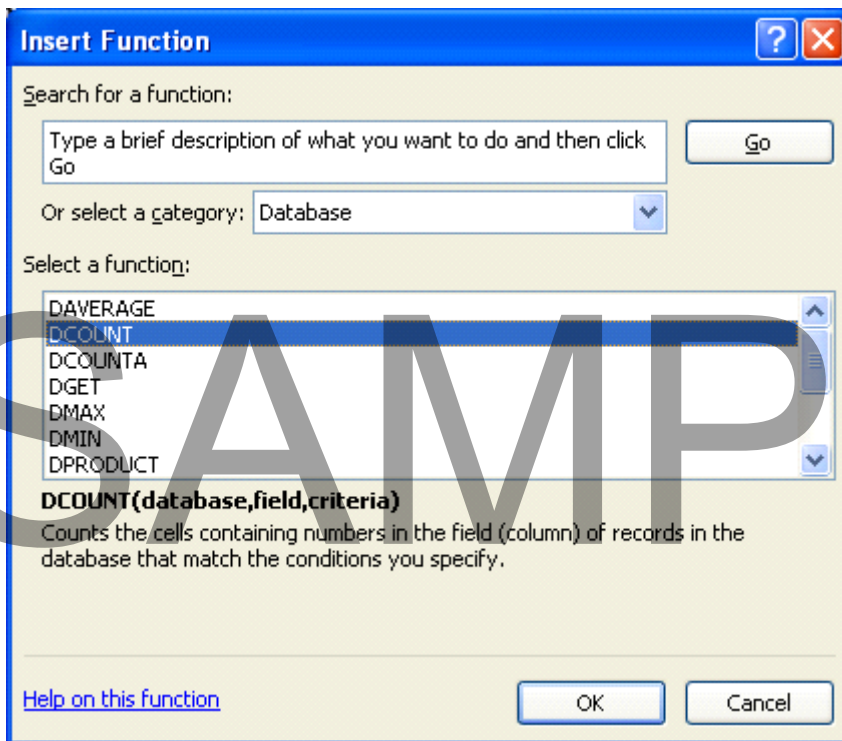 Insert Function
Search for a function:
Type a brief description of what you want to do and then click
Go
Go
Or select a category: Database
Select a function:
DAVERAGE
DCOUNT
DCOUNTA
DGET
DMAX
DMIN
DPRODUCT
DCOUNT(database,field,criteria)
Counts the cells containing numbers in the field (column) of records in the
database that match the conditions you specify.
Help on this function
OK
Cancel
SAMP